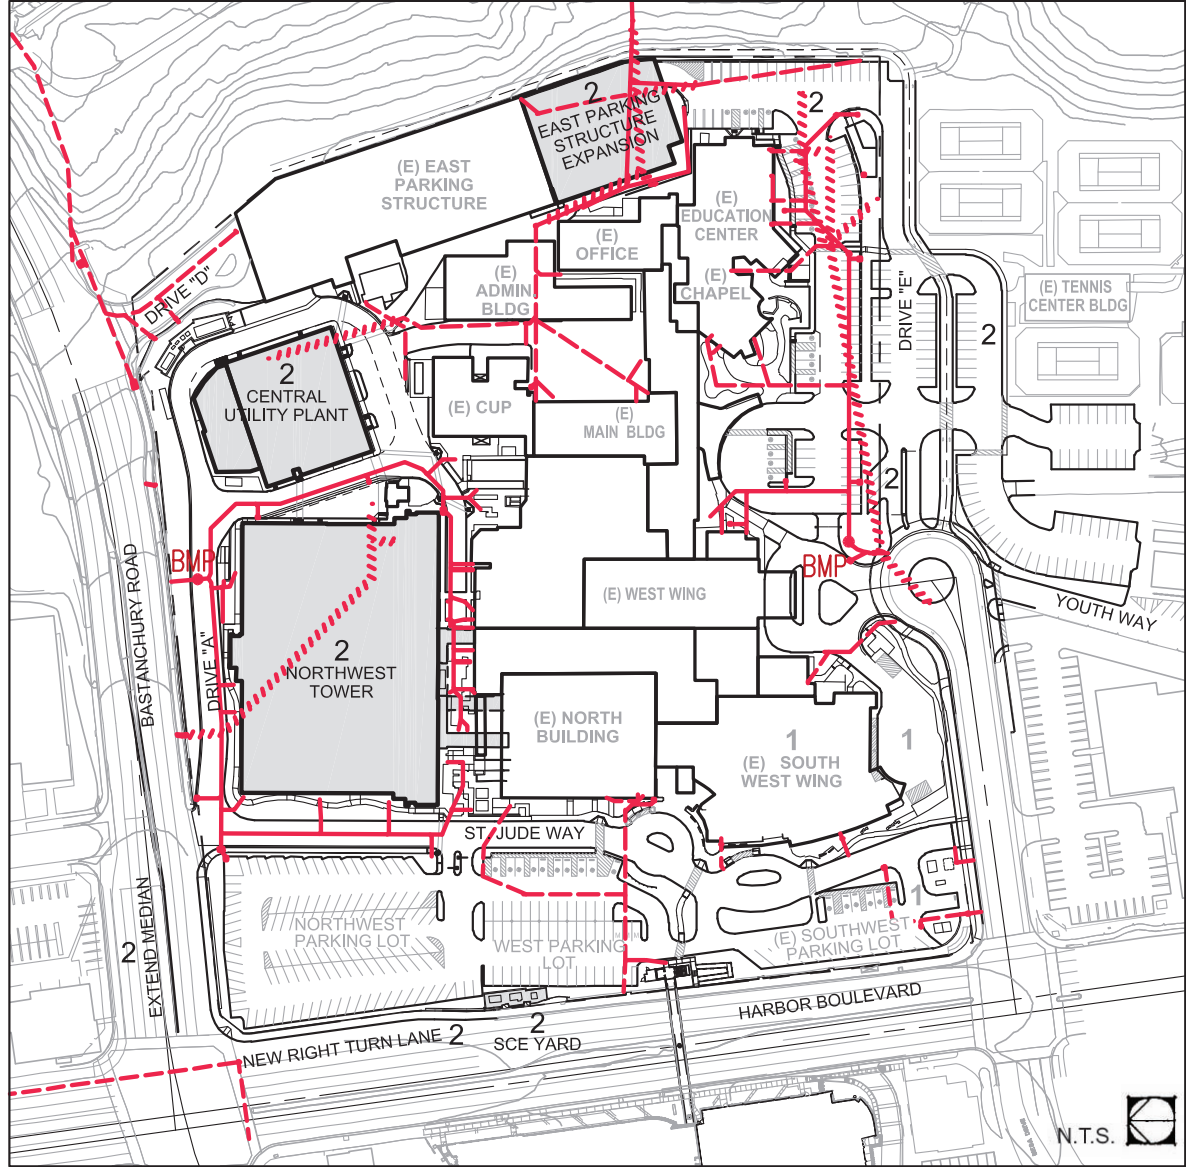 2
EAST PARKING
STRUCTURE
EXPANSION
2
(E) EAST
PARKING
STRUCTURE
(E)
EDUCATION
CENTER
(E)
OFFICE
(E)
ADMIN
BLDG
(E)
CHAPEL
DRIVE "D"
DRIVE "E"
(E) TENNIS
CENTER BLDG
2
2
CENTRAL
UTILITY PLANT
(E) CUP
(E)
MAIN BLDG
2
BMP
BMP
(E) WEST WING
YOUTH WAY
BASTANCHURY ROAD
DRIVE "A"
2
NORTHWEST
TOWER
(E) NORTH
BUILDING
1
(E) SOUTH
WEST WING
1
ST. JUDE WAY
NORTHWEST
PARKING LOT
WEST PARKING
LOT
1
(E) SOUTHWEST
PARKING LOT
2
EXTEND MEDIAN
HARBOR BOULEVARD
NEW RIGHT TURN LANE 2
2
SCE YARD
N.T.S.